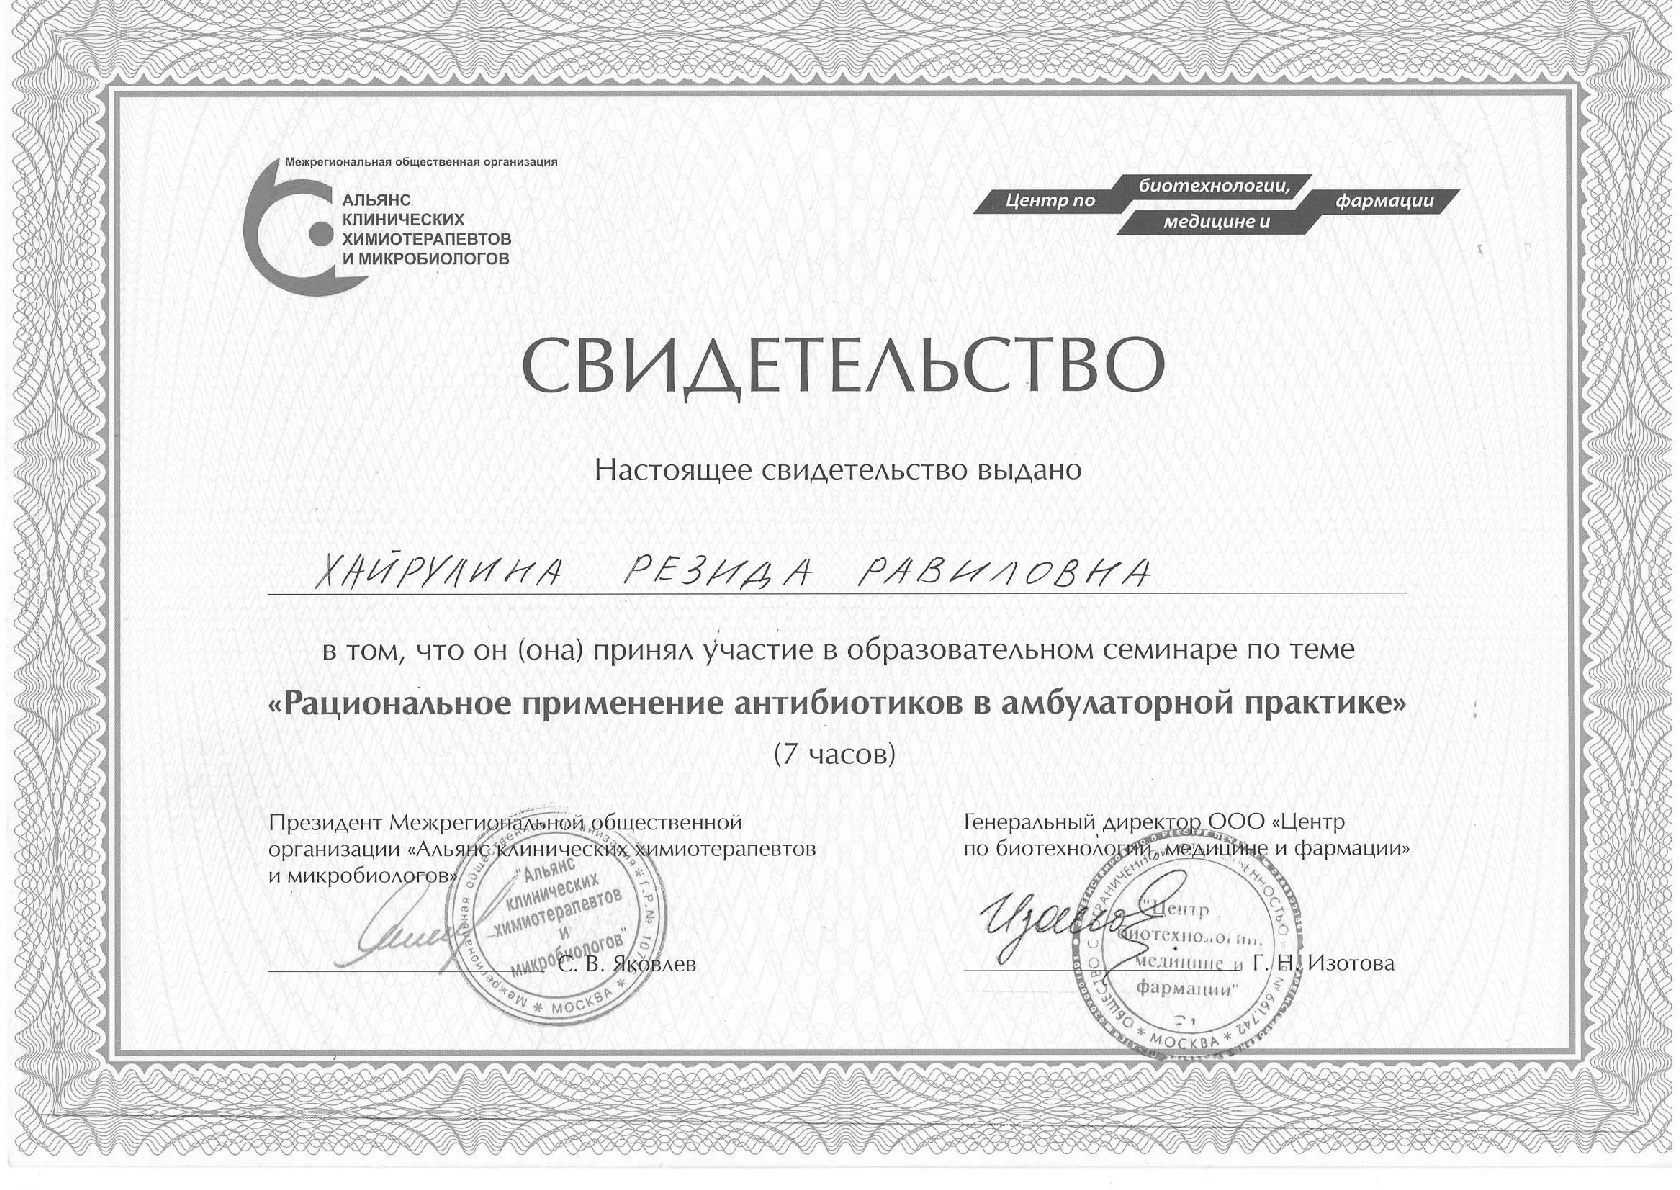 Межрегиональная общественная организация
АЛЬЯНС
КЛИНИЧЕСКИХ
ХИМИОТЕРАПЕВТОВ
И МИКРОБИОЛОГОВ
Центр по биотехнологии, медицине и фармации
СВИДЕТЕЛЬСТВО
Настоящее свидетельство выдано
ХАЙРУЛИНА РЕЗИДА РАВИЛОВНА
в том, что он (она) принял участие в образовательном семинаре по теме
«Рациональное применение антибиотиков в амбулаторной практике»
(7 часов)
Президент Межрегиональной общественной
организации «Альянс клинических химиотерапевтов
и микробиологов»
"Альянс
клинических
химиотерапевтов
и
микробиологов"
МОСКВА
С. В. Яковлев
Генеральный директор ООО «Центр
по биотехнологии, медицине и фармации»
"Центр
биотехнологии,
медицине и
фармации"
МОСКВА
Г. Н. Изотова